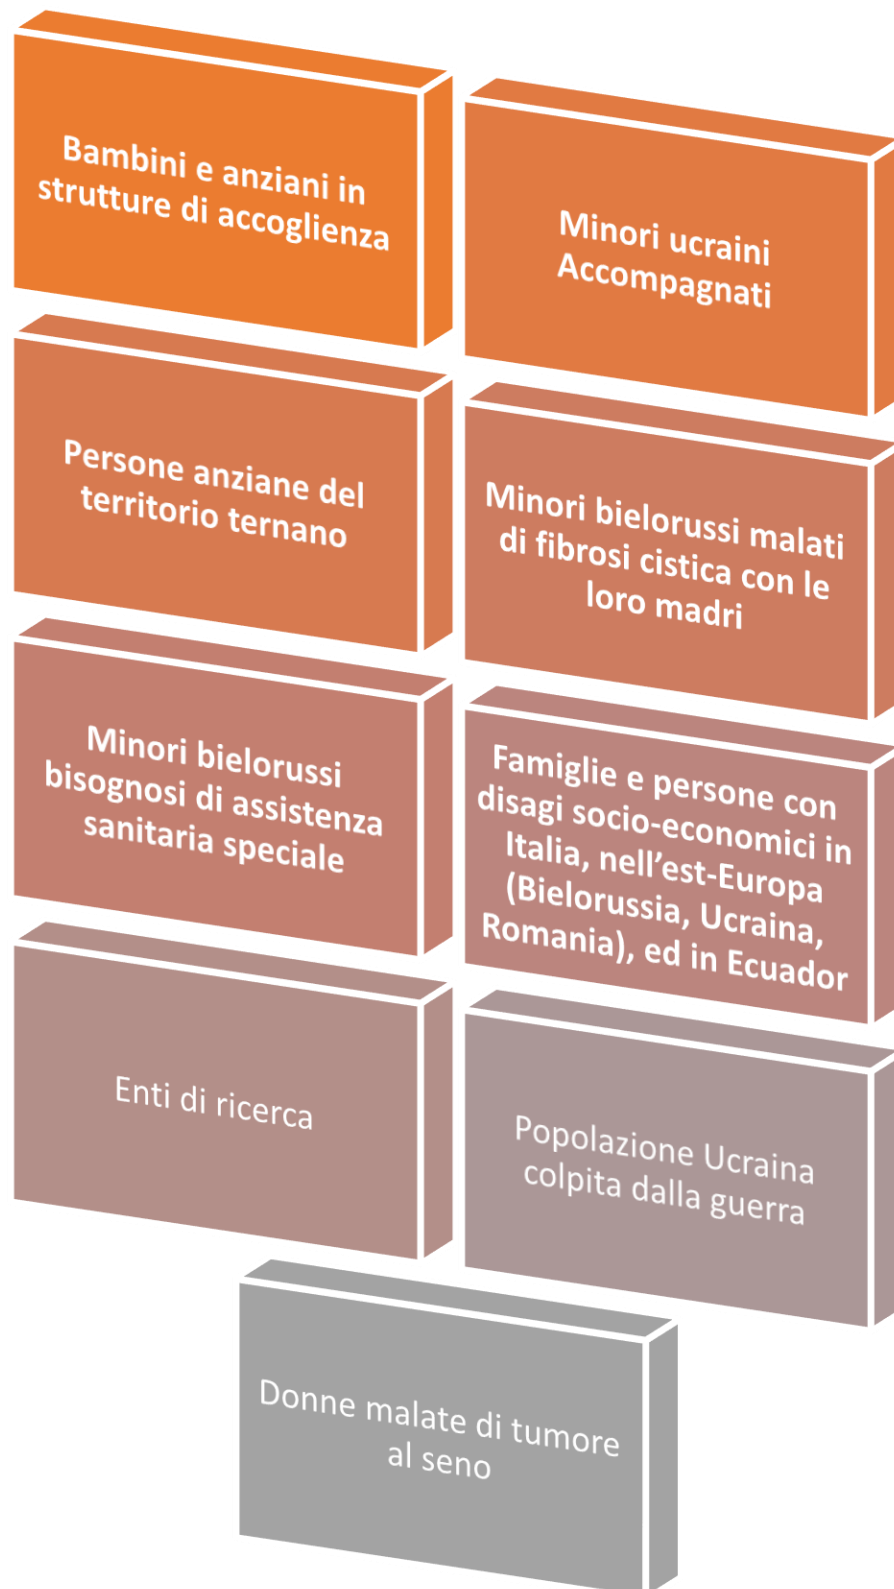 Bambini e anziani in
strutture di accoglienza
Minori ucraini
Accompagnati
Persone anziane del
territorio ternano
Minori bielorussi malati
di fibrosi cistica con le
loro madri
Minori bielorussi
bisognosi di assistenza
sanitaria speciale
Famiglie e persone con
disagi socio-economici in
Italia, nell’est-Europa
(Bielorussia, Ucraina,
Romania), ed in Ecuador
Enti di ricerca
Popolazione Ucraina
colpita dalla guerra
Donne malate di tumore
al seno